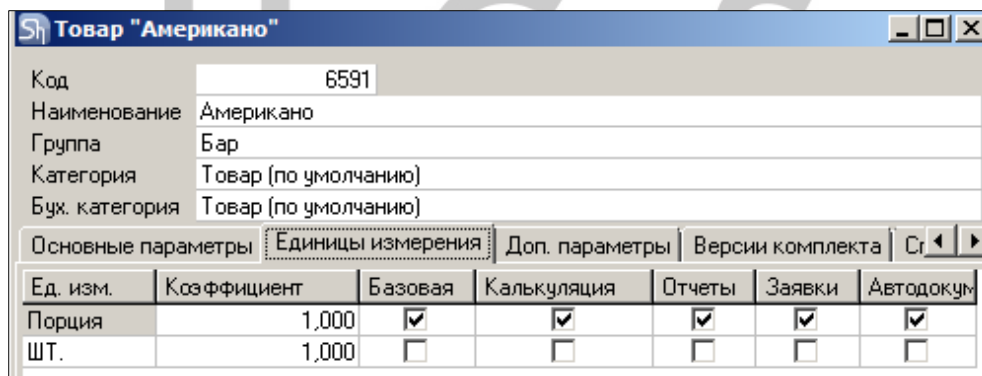 Sh Товар "Американо"
Код 6591
Наименование Американо
Группа Бар
Категория Товар (по умолчанию)
Бух. категория Товар (по умолчанию)
Основные параметры Единицы измерения Доп. параметры Версии комплекта
Ед. изм. Коэффициент Базовая Калькуляция Отчеты Заявки Автодокум
Порция 1,000
ШТ. 1,000